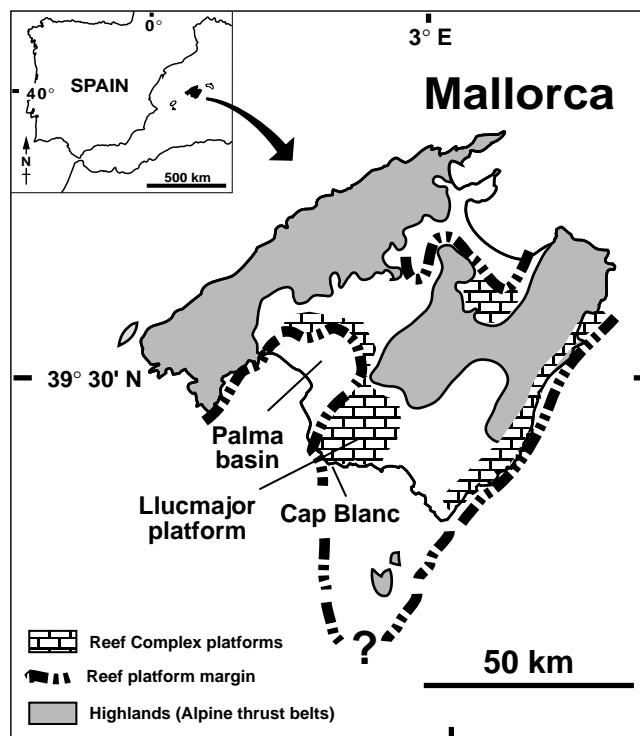 0°
3° E
40°
SPAIN
N
500 km
Mallorca
39° 30' N
Palma
basin
Llucmajor
platform
Cap Blanc
?
Reef Complex platforms
Reef platform margin
Highlands (Alpine thrust belts)
50 km